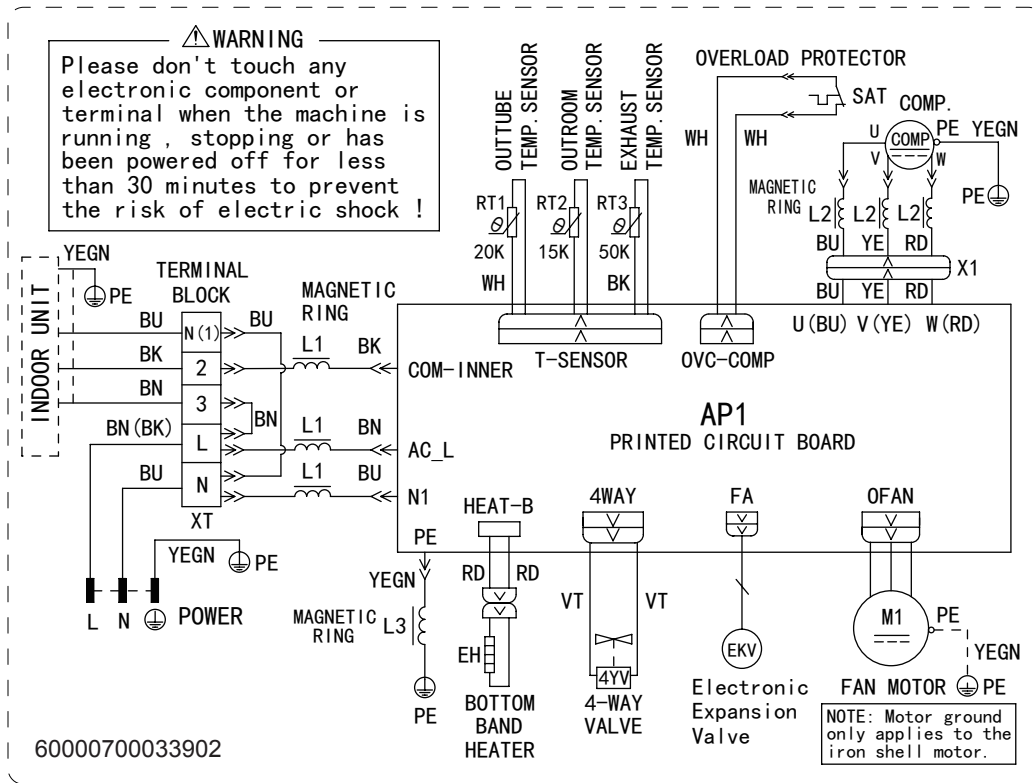 WARNING
Please don't touch any
electronic component or
terminal when the machine is
running , stopping or has
been powered off for less
than 30 minutes to prevent
the risk of electric shock !
OUTTUBE
TEMP. SENSOR
OUTROOM
TEMP. SENSOR
EXHAUST
TEMP. SENSOR
RT1
RT2
RT3
θ
θ
θ
20K
15K
50K
WH
BK
OVERLOAD PROTECTOR
SAT
WH
WH
COMP.
COMP
U
V
W
PE
YEGN
PE
MAGNETIC
RING
L2
L2
L2
BU
YE
RD
X1
BU
YE
RD
U(BU)
V(YE)
W(RD)
INDOOR UNIT
YEGN
PE
TERMINAL
BLOCK
MAGNETIC
RING
BU
N(1)
BU
BK
2
L1
BK
COM-INNER
BN
3
BN
BN(BK)
L
L1
BN
AC_L
BU
N
L1
BU
N1
XT
YEGN
PE
L
N
POWER
T-SENSOR
OVC-COMP
AP1
PRINTED CIRCUIT BOARD
PE
HEAT-B
4WAY
FA
OFAN
YEGN
MAGNETIC
RING
L3
PE
RD
RD
EH
BOTTOM
BAND
HEATER
VT
VT
4YV
4-WAY
VALVE
EKV
Electronic
Expansion
Valve
M1
PE
YEGN
FAN MOTOR
PE
NOTE: Motor ground
only applies to the
iron shell motor.
60000700033902